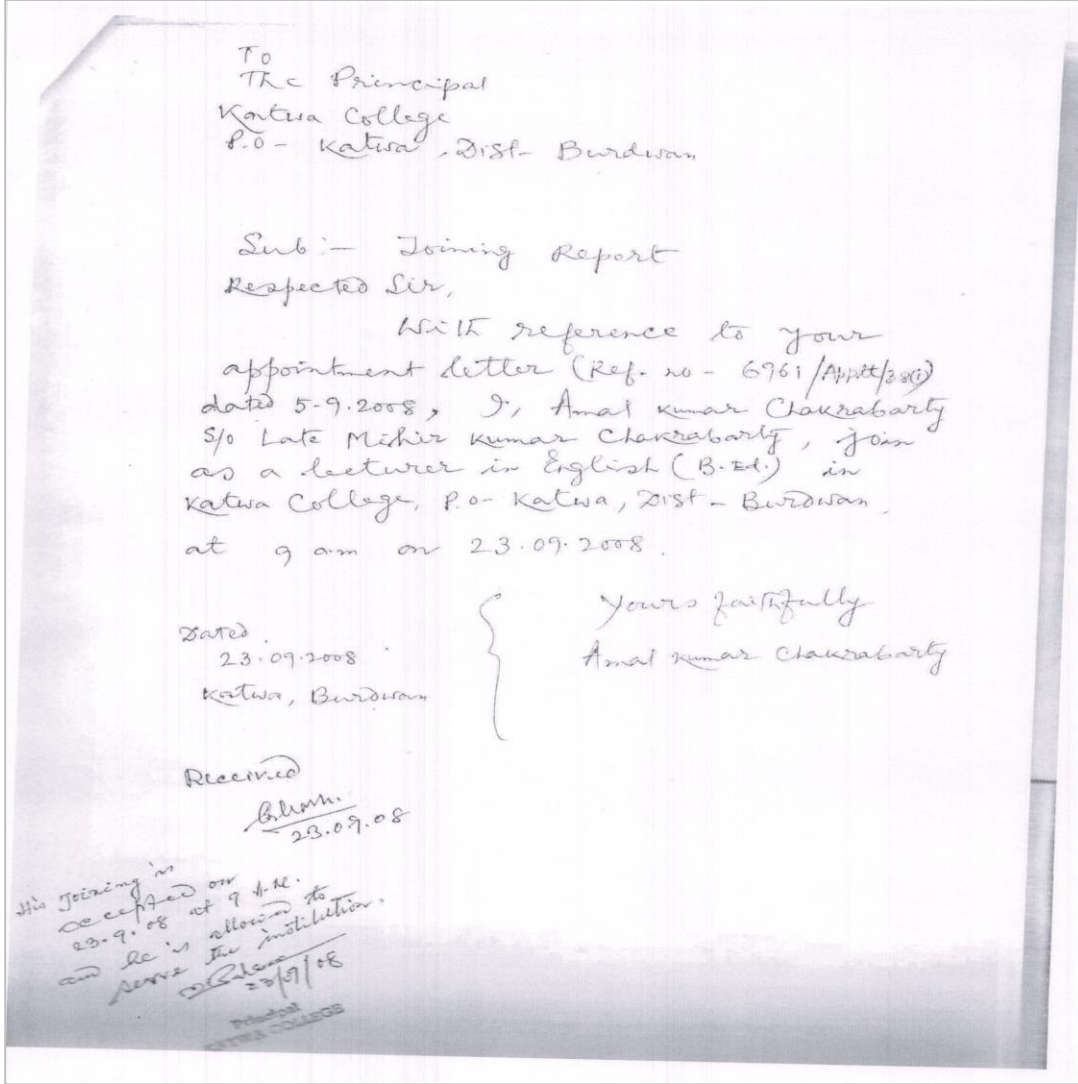 To
The Principal
Katwa College
P.O - Katwa, Dist- Burdwan
Sub:- Joining Report
Respected Sir,
With reference to your
appointment letter (Ref. no - 6961/Apptt/38(i))
dated 5-9.2008, I, Amal Kumar Chakrabarty
S/o Late Mihir Kumar Chakrabarty, join
as a lecturer in English (B.Ed.) in
Katwa College, P.O- Katwa, Dist- Burdwan,
at 9 a.m on 23.09.2008.
Yours faithfully
Amal Kumar Chakrabarty
Dated
23.09.2008
Katwa, Burdwan
Received
23.09.08
His Joining is
accepted on
23.9.08 at 9 A.M.
and he is allowed to
serve the institution.
23/9/08
Principal
KATWA COLLEGE